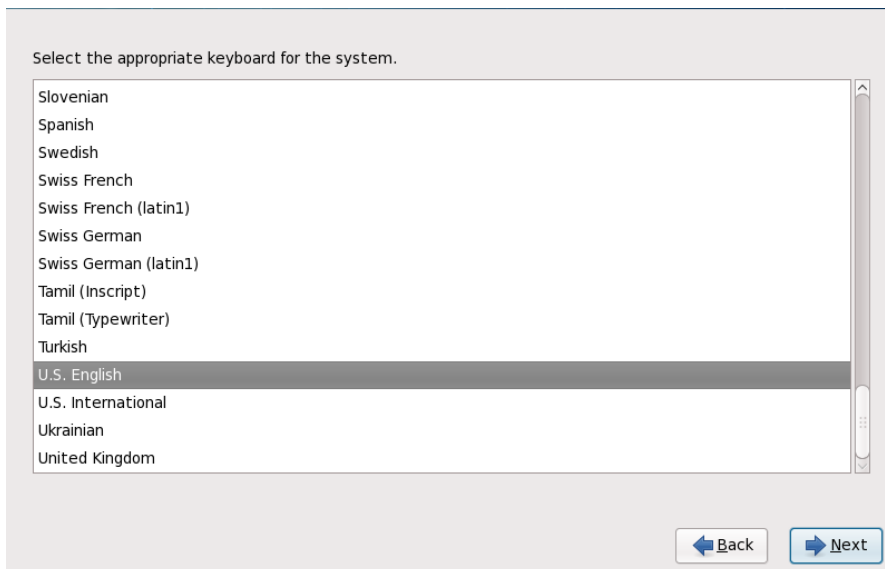 Select the appropriate keyboard for the system.
Slovenian
Spanish
Swedish
Swiss French
Swiss French (latin1)
Swiss German
Swiss German (latin1)
Tamil (Inscript)
Tamil (Typewriter)
Turkish
U.S. English
U.S. International
Ukrainian
United Kingdom
Back
Next